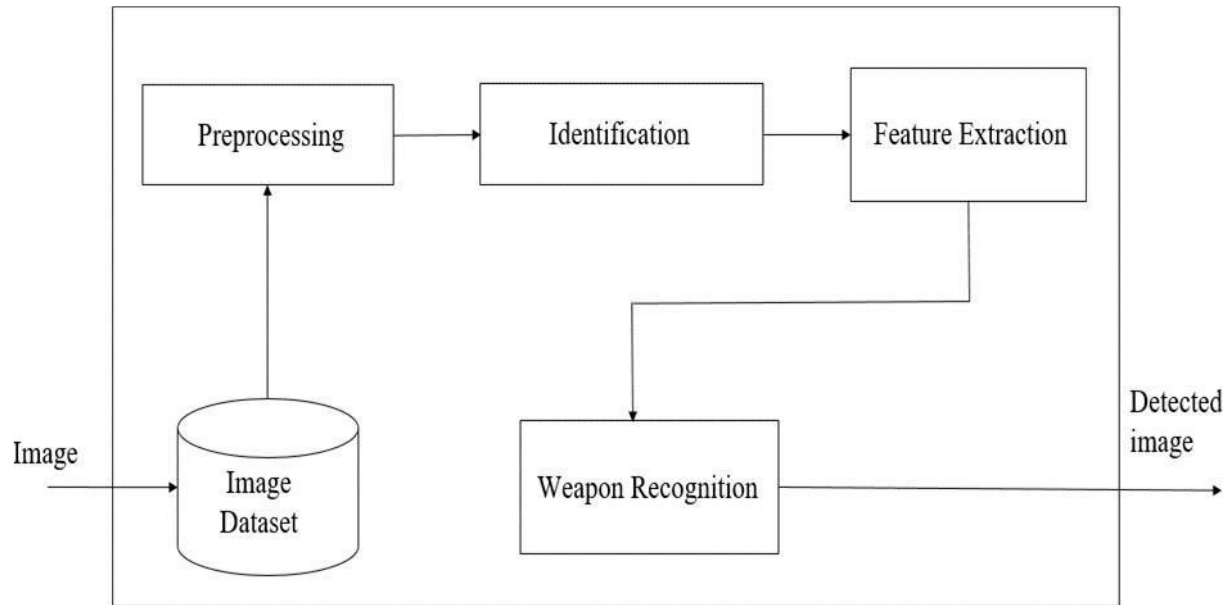 Preprocessing
Identification
Feature Extraction
Image
Image
Dataset
Weapon Recognition
Detected
image